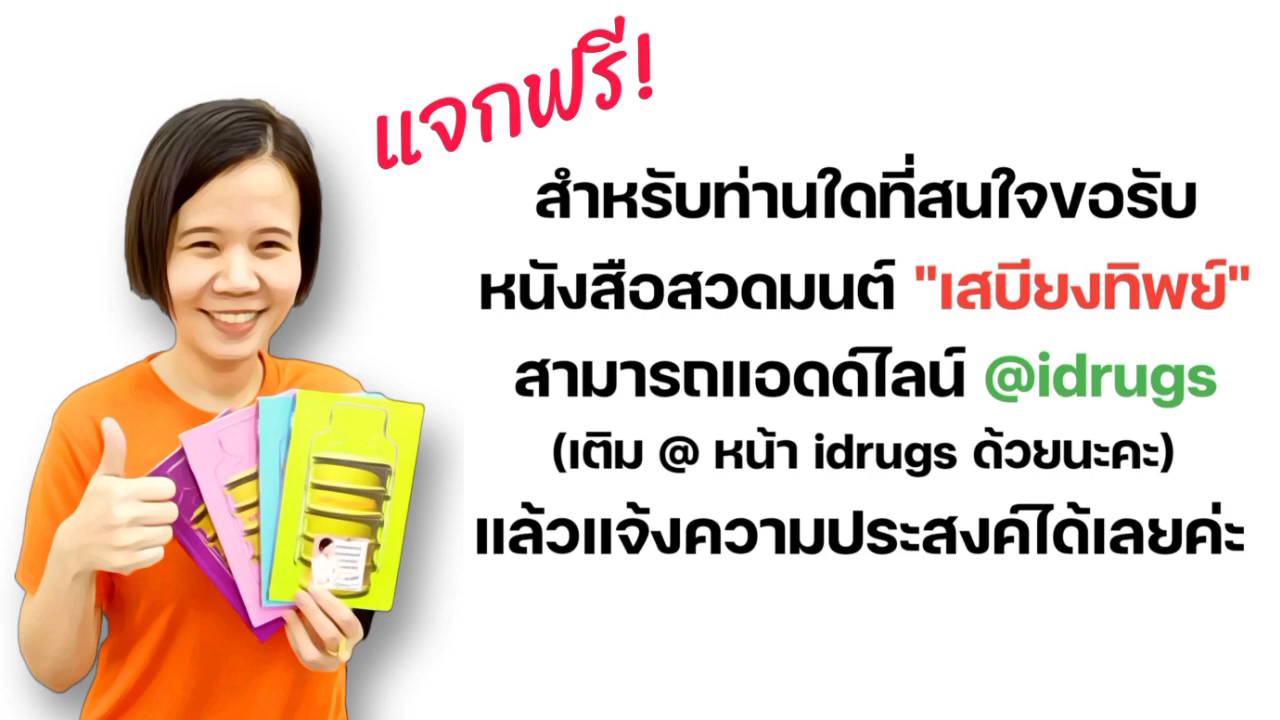 แจกฟรี!
สำหรับท่านใดที่สนใจขอรับ
หนังสือสวดมนต์ "เสบียงทิพย์"
สามารถแอดด์ไลน์ @idrugs
(เติม @ หน้า idrugs ด้วยนะคะ)
แล้วแจ้งความประสงค์ได้เลยค่ะ